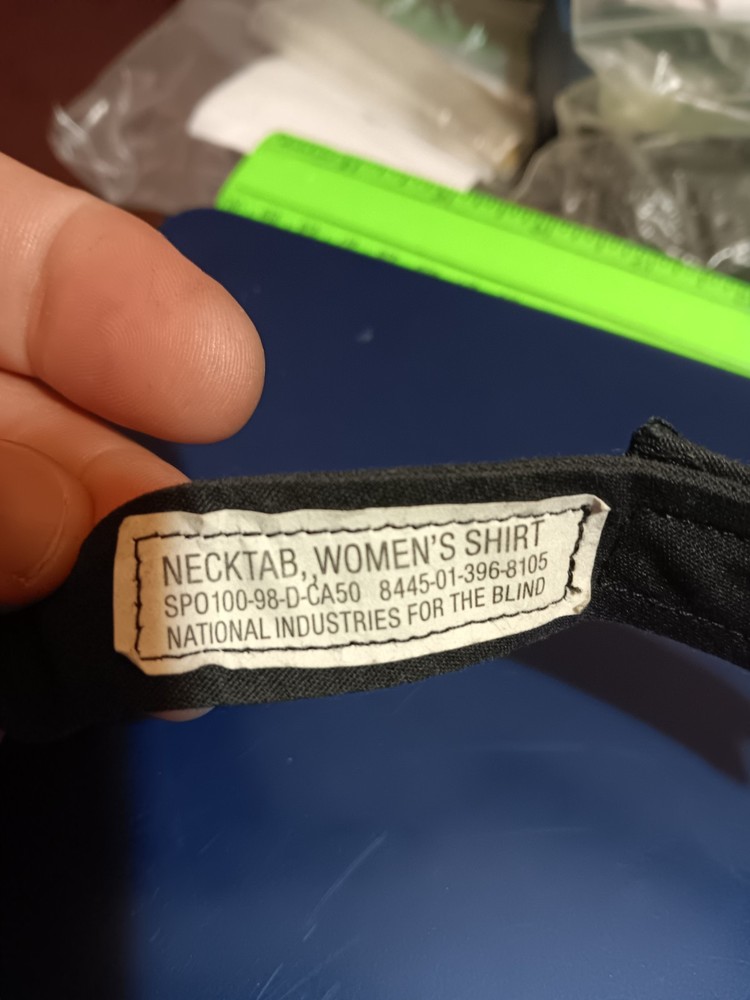 NECKTAB, WOMEN'S SHIRT
SPO100-98-D-CA50 8445-01-396-8105
NATIONAL INDUSTRIES FOR THE BLIND